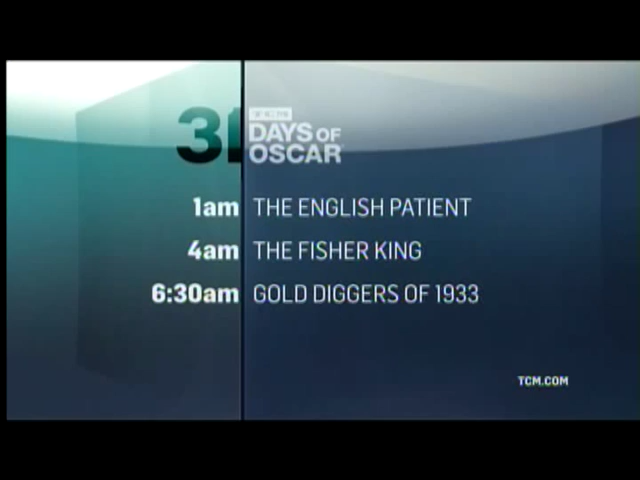 31
TCM
DAYS OF
OSCAR
1am THE ENGLISH PATIENT
4am THE FISHER KING
6:30am GOLD DIGGERS OF 1933
TCM.COM